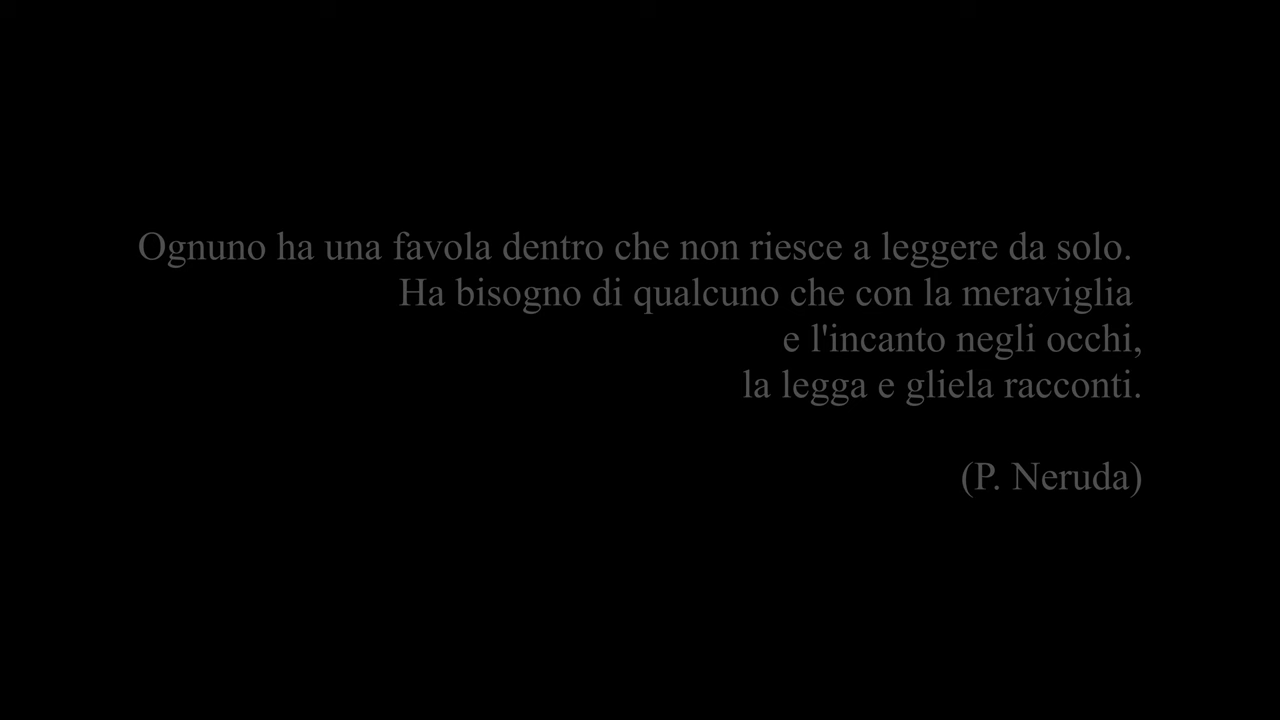 Ognuno ha una favola dentro che non riesce a leggere da solo.
Ha bisogno di qualcuno che con la meraviglia
e l'incanto negli occhi,
la legga e gliela racconti.
(P. Neruda)